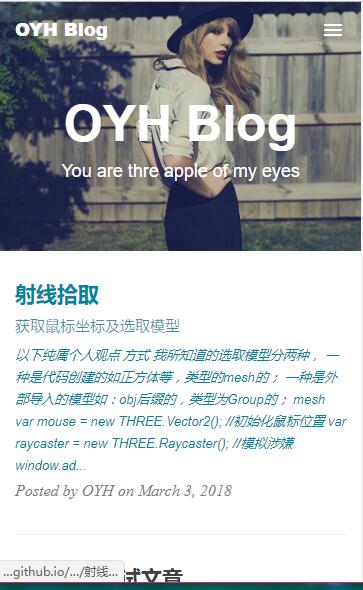 OYH Blog
OYH Blog
You are thre apple of my eyes
射线拾取
获取鼠标坐标及选取模型
以下纯属个人观点 方式 我所知道的选取模型分两种， 一
种是代码创建的如正方体等，类型的mesh的； 一种是外
部导入的模型如：obj后缀的，类型为Group的； mesh
var mouse = new THREE.Vector2(); //初始化鼠标位置 var
raycaster = new THREE.Raycaster(); //模拟涉嫌
window.ad...
Posted by OYH on March 3, 2018
试文章
...github.io/.../射线...